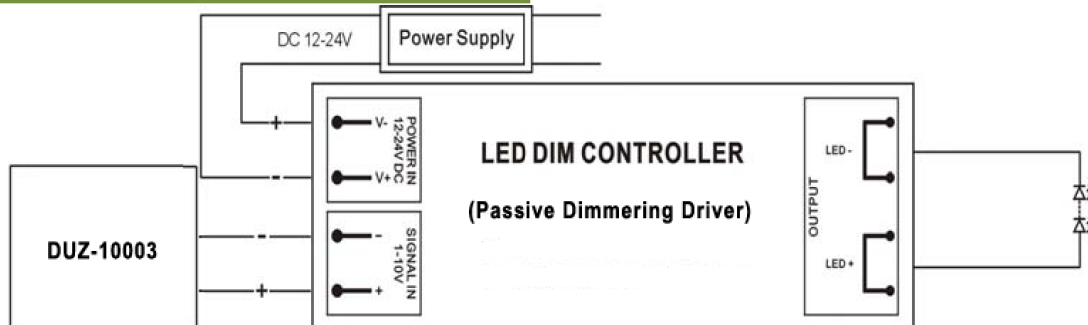 DC 12-24V
Power Supply
+
V-
-
V+
POWER IN
12-24V DC
LED DIM CONTROLLER
(Passive Dimmering Driver)
DUZ-10003
-
-
+
+
SIGNAL IN
1-10V
OUTPUT
LED -
LED +